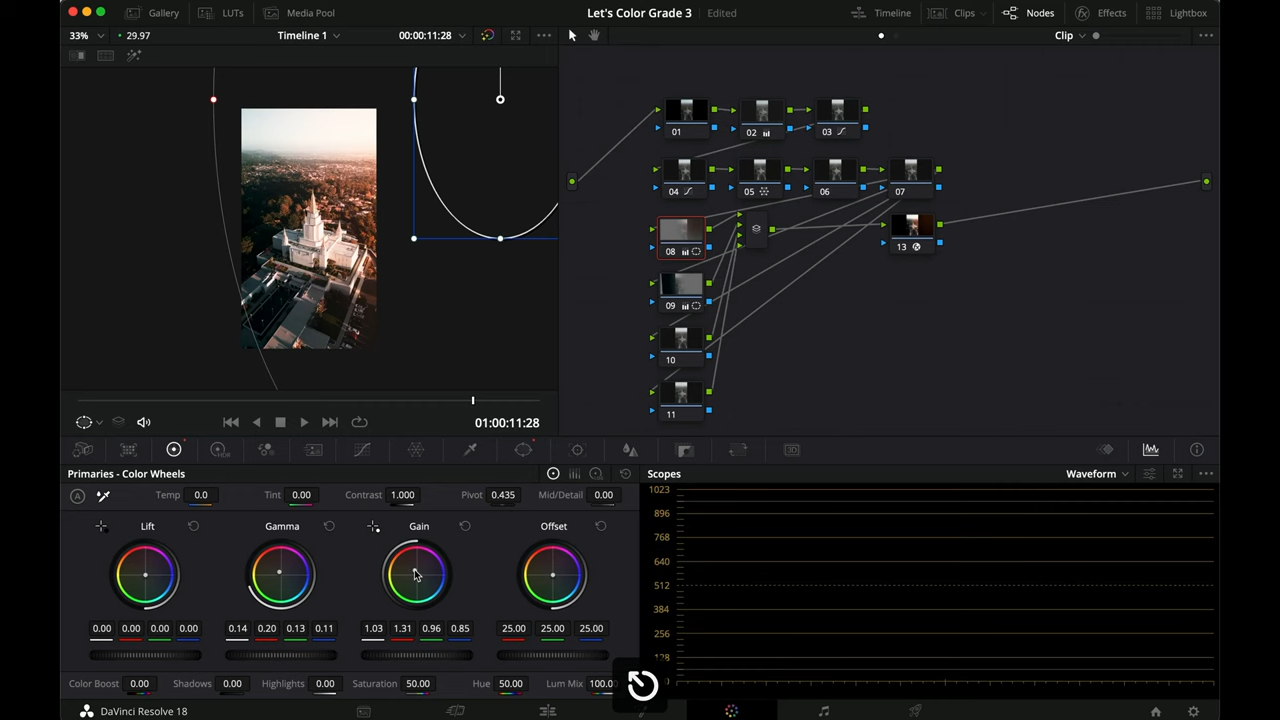 Gallery LUTs Media Pool Let's Color Grade 3 Edited Timeline Clips Nodes Effects Lightbox
33% 29.97 Timeline 1 00:00:11:28 Clip
01 02 03
04 05 06 07
08 13
09
10
11
01:00:11:28
Primaries - Color Wheels Scopes Waveform
A Temp 0.0 Tint 0.00 Contrast 1.000 Pivot 0.435 Mid/Detail 0.00
Lift Gamma Gain Offset
0.00 0.00 0.00 0.00 0.14 0.20 0.13 0.11 1.03 1.31 0.96 0.85 25.00 25.00 25.00
Color Boost 0.00 Shadows 0.00 Highlights 0.00 Saturation 50.00 Hue 50.00 Lum Mix 100.0
1023
896
768
640
512
384
256
128
DaVinci Resolve 18